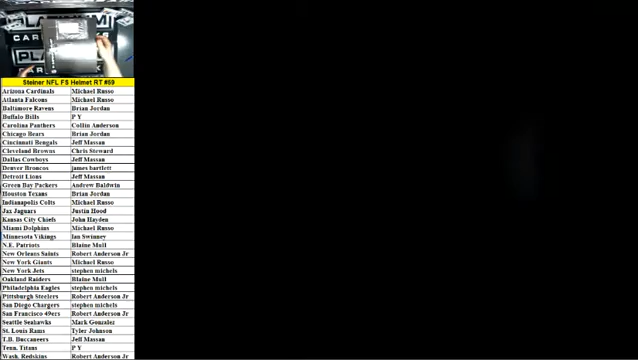 Steiner NFL FS Helmet RT #69
Arizona Cardinals Michael Russo
Atlanta Falcons Michael Russo
Baltimore Ravens Brian Jordan
Buffalo Bills P Y
Carolina Panthers Collin Anderson
Chicago Bears Brian Jordan
Cincinnati Bengals Jeff Massan
Cleveland Browns Chris Steward
Dallas Cowboys Jeff Massan
Denver Broncos james bartlett
Detroit Lions Jeff Massan
Green Bay Packers Andrew Baldwin
Houston Texans Brian Jordan
Indianapolis Colts Michael Russo
Jax Jaguars Justin Hood
Kansas City Chiefs John Hayden
Miami Dolphins Michael Russo
Minnesota Vikings Ian Swinney
N.E. Patriots Blaine Mull
New Orleans Saints Robert Anderson Jr
New York Giants Michael Russo
New York Jets stephen michels
Oakland Raiders Blaine Mull
Philadelphia Eagles stephen michels
Pittsburgh Steelers Robert Anderson Jr
San Diego Chargers stephen michels
San Francisco 49ers Robert Anderson Jr
Seattle Seahawks Mark Gonzalez
St. Louis Rams Tyler Johnson
T.B. Buccaneers Jeff Massan
Tenn. Titans P Y
Wash. Redskins Robert Anderson Jr